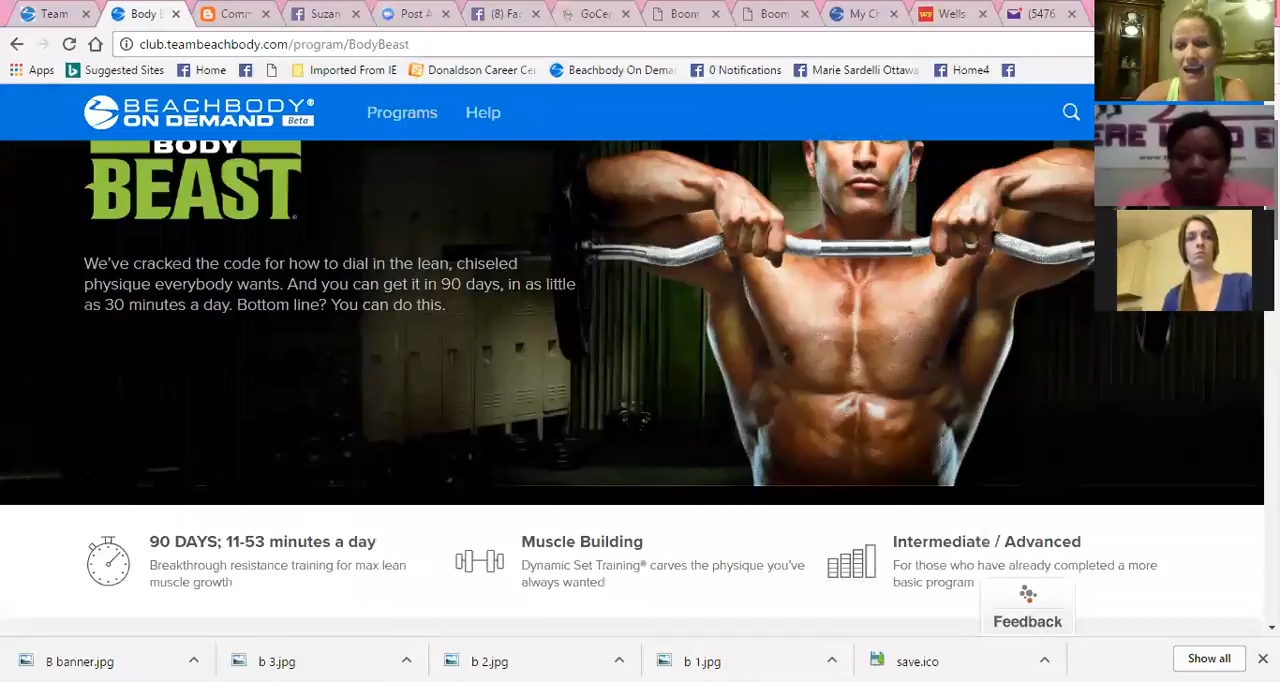 Team
Body
Comm
Suzan
Post A
(8) Fac
GoCer
Boom
Boom
My C
Wells
(5476
club.teambeachbody.com/program/BodyBeast
Apps
Suggested Sites
Home
Imported From IE
Donaldson Career Ce
Beachbody On Dema
0 Notifications
Marie Sardelli Ottawa
Home4
BEACHBODY®
ON DEMAND Beta
Programs
Help
BODY
BEAST
We've cracked the code for how to dial in the lean, chiseled
physique everybody wants. And you can get it in 90 days, in as little
as 30 minutes a day. Bottom line? You can do this.
90 DAYS; 11-53 minutes a day
Breakthrough resistance training for max lean
muscle growth
Muscle Building
Dynamic Set Training® carves the physique you've
always wanted
Intermediate / Advanced
For those who have already completed a more
basic program
Feedback
B banner.jpg
b 3.jpg
b 2.jpg
b 1.jpg
save.ico
Show all